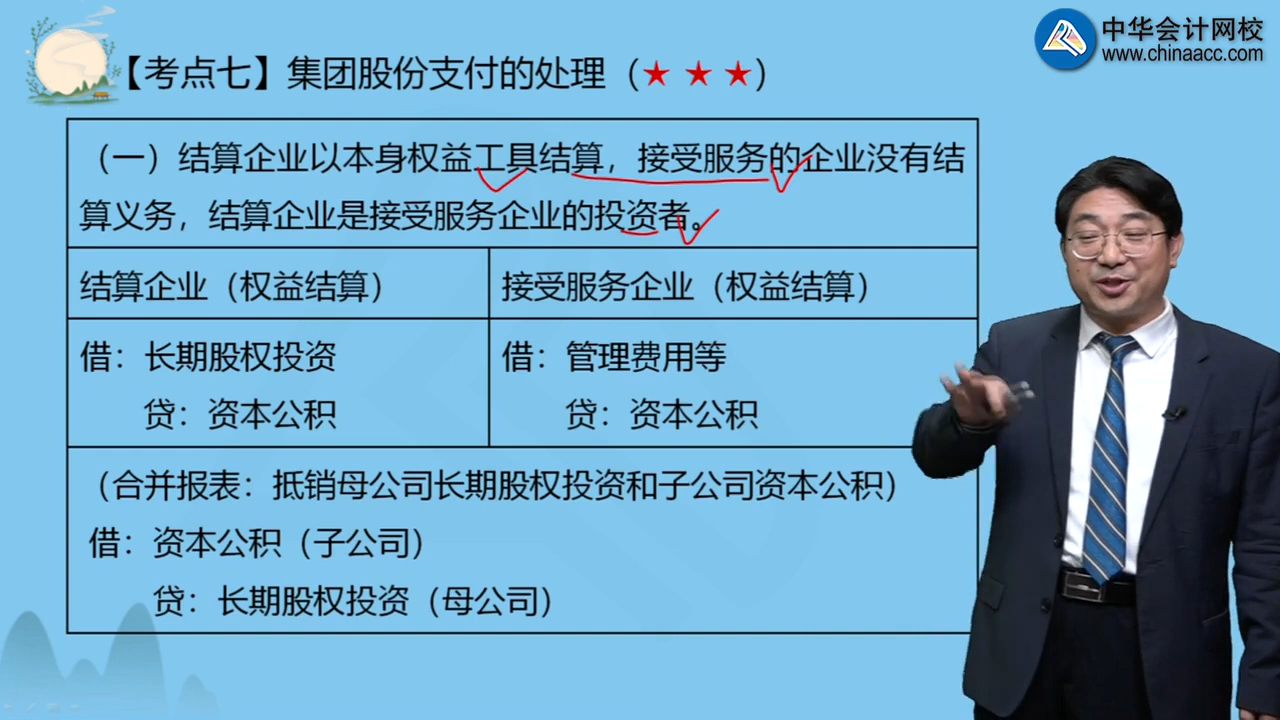 中华会计网校
www.chinaacc.com
【考点七】集团股份支付的处理（★ ★ ★）
（一）结算企业以本身权益工具结算，接受服务的企业没有结
算义务，结算企业是接受服务企业的投资者。
结算企业（权益结算）
接受服务企业（权益结算）
借：长期股权投资
贷：资本公积
借：管理费用等
贷：资本公积
（合并报表：抵销母公司长期股权投资和子公司资本公积）
借：资本公积（子公司）
贷：长期股权投资（母公司）